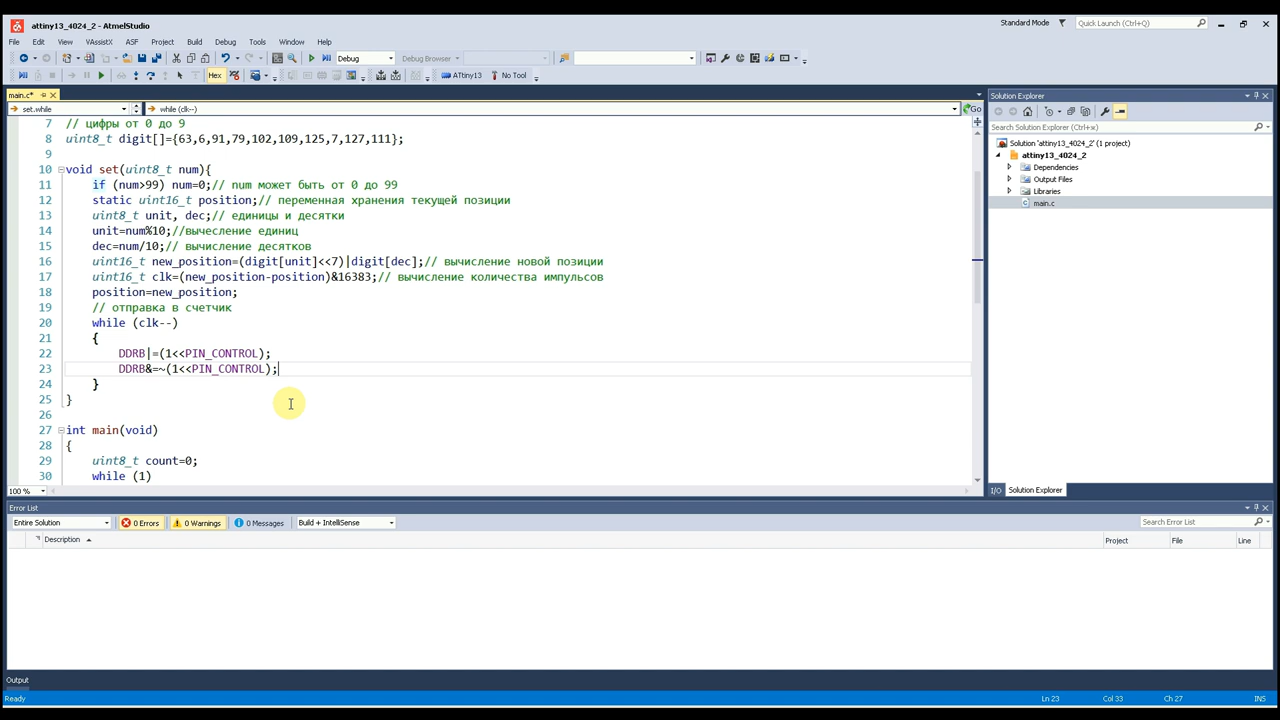 attiny13_4024_2 - AtmelStudio
Standard Mode
Quick Launch (Ctrl+Q)
File Edit View VAssistX ASF Project Build Debug Tools Window Help
Debug
Debug Browser
Hex
ATtiny13
No Tool
main.c*
set.while
while (clk--)
Go
7 // цифры от 0 до 9
8 uint8_t digit[]={63,6,91,79,102,109,125,7,127,111};
9
10 void set(uint8_t num){
11 if (num>99) num=0;// num может быть от 0 до 99
12 static uint16_t position;// переменная хранения текущей позиции
13 uint8_t unit, dec;// единицы и десятки
14 unit=num%10;//вычесление единиц
15 dec=num/10;// вычисление десятков
16 uint16_t new_position=(digit[unit]<<7)|digit[dec];// вычисление новой позиции
17 uint16_t clk=(new_position-position)&16383;// вычисление количества импульсов
18 position=new_position;
19 // отправка в счетчик
20 while (clk--)
21 {
22 DDRB|=(1<<PIN_CONTROL);
23 DDRB&=~(1<<PIN_CONTROL);
24 }
25 }
26
27 int main(void)
28 {
29 uint8_t count=0;
30 while (1)
100 %
Solution Explorer
Search Solution Explorer (Ctrl+ж)
Solution 'attiny13_4024_2' (1 project)
attiny13_4024_2
Dependencies
Output Files
Libraries
main.c
I/O
Solution Explorer
Error List
Entire Solution
0 Errors
0 Warnings
0 Messages
Build + IntelliSense
Search Error List
Description
Project
File
Line
Output
Ready
Ln 23
Col 33
Ch 27
INS